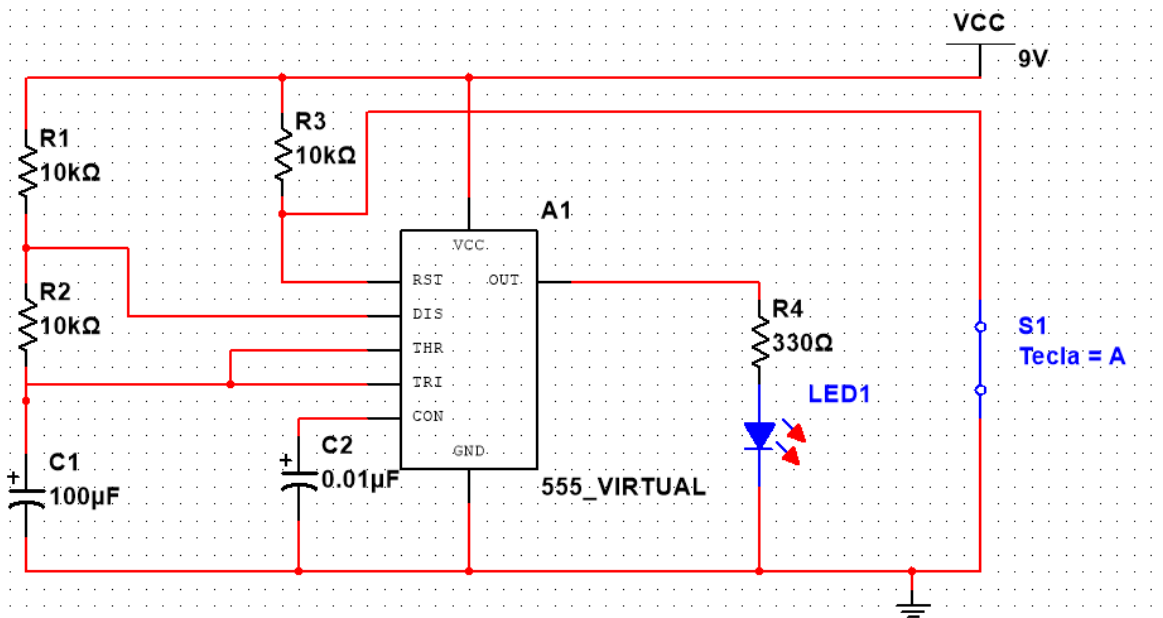 VCC
9V
R1
10kΩ
R3
10kΩ
A1
VCC
RST
OUT
DIS
THR
TRI
CON
GND
R2
10kΩ
R4
330Ω
S1
Tecla = A
LED1
C1
+
100µF
C2
+
0.01µF
555_VIRTUAL